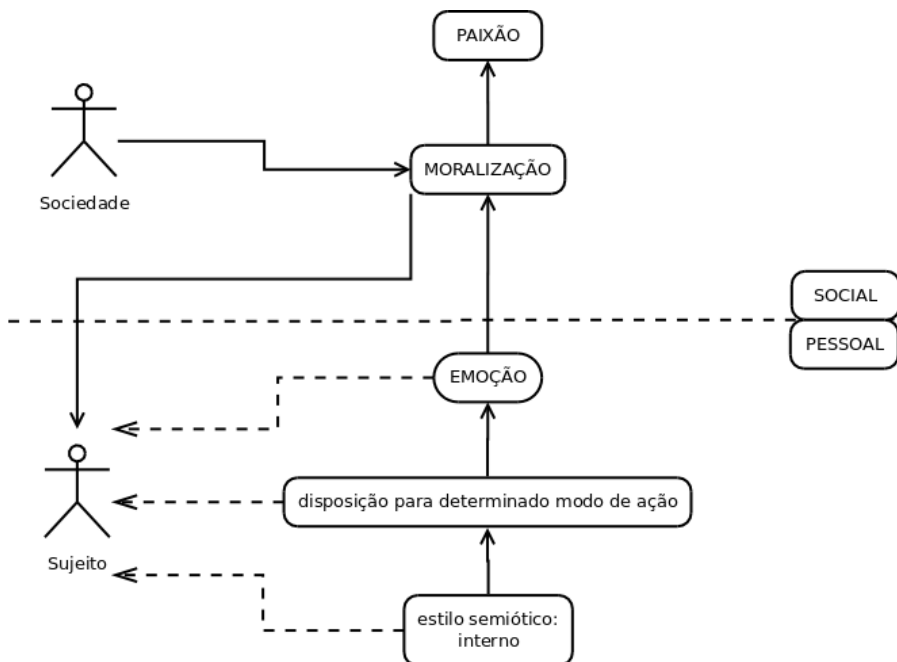 PAIXÃO
MORALIZAÇÃO
Sociedade
SOCIAL
PESSOAL
EMOÇÃO
disposição para determinado modo de ação
Sujeito
estilo semiótico:
interno